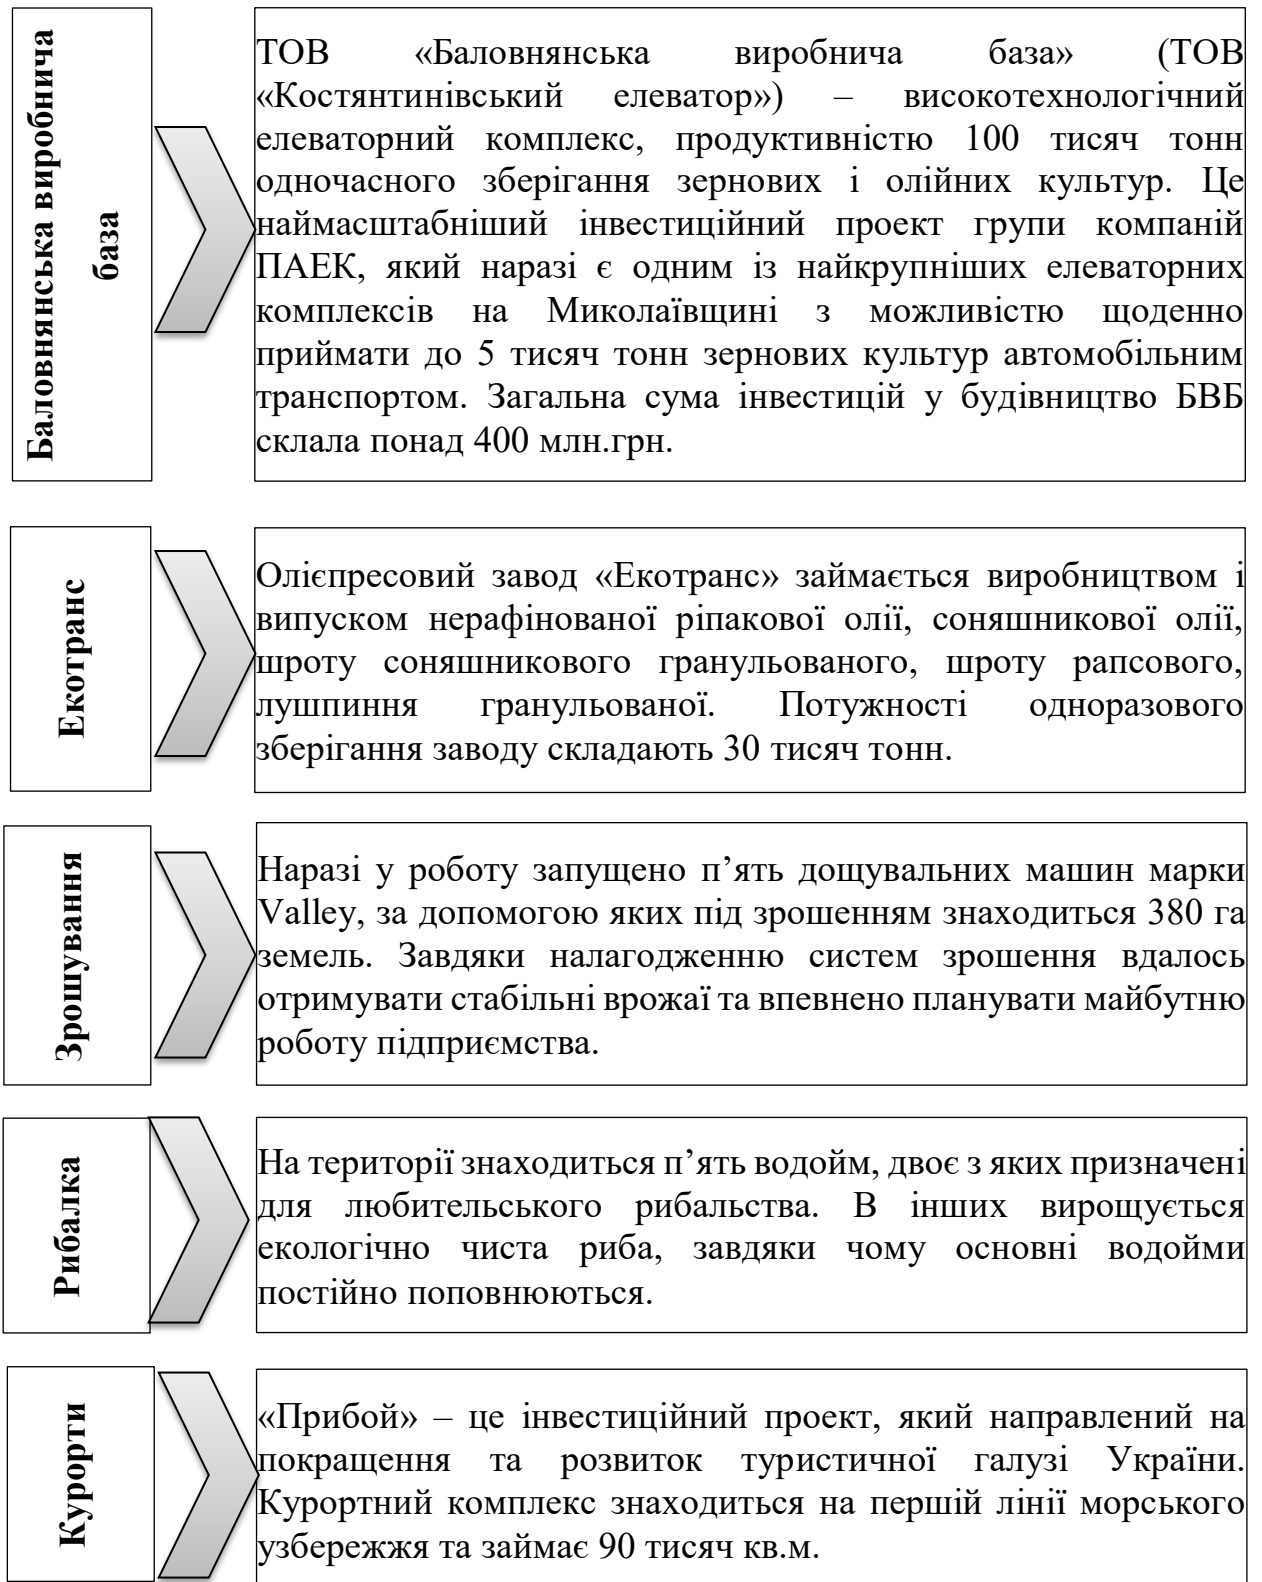 Баловнянська виробнича
база
ТОВ «Баловнянська виробнича база» (ТОВ
«Костянтинівський елеватор») – високотехнологічний
елеваторний комплекс, продуктивністю 100 тисяч тонн
одночасного зберігання зернових і олійних культур. Це
наймасштабніший інвестиційний проект групи компаній
ПАЕК, який наразі є одним із найкрупніших елеваторних
комплексів на Миколаївщині з можливістю щоденно
приймати до 5 тисяч тонн зернових культур автомобільним
транспортом. Загальна сума інвестицій у будівництво БВБ
склала понад 400 млн.грн.
Екотранс
Олієпресовий завод «Екотранс» займається виробництвом і
випуском нерафінованої ріпакової олії, соняшникової олії,
шроту соняшникового гранульованого, шроту рапсового,
лушпиння гранульованої. Потужності одноразового
зберігання заводу складають 30 тисяч тонн.
Зрошування
Наразі у роботу запущено п’ять дощувальних машин марки
Valley, за допомогою яких під зрошенням знаходиться 380 га
земель. Завдяки налагодженню систем зрошення вдалось
отримувати стабільні врожаї та впевнено планувати майбутню
роботу підприємства.
Рибалка
На території знаходиться п’ять водойм, двоє з яких призначені
для любительського рибальства. В інших вирощується
екологічно чиста риба, завдяки чому основні водойми
постійно поповнюються.
Курорти
«Прибой» – це інвестиційний проект, який направлений на
покращення та розвиток туристичної галузі України.
Курортний комплекс знаходиться на першій лінії морського
узбережжя та займає 90 тисяч кв.м.